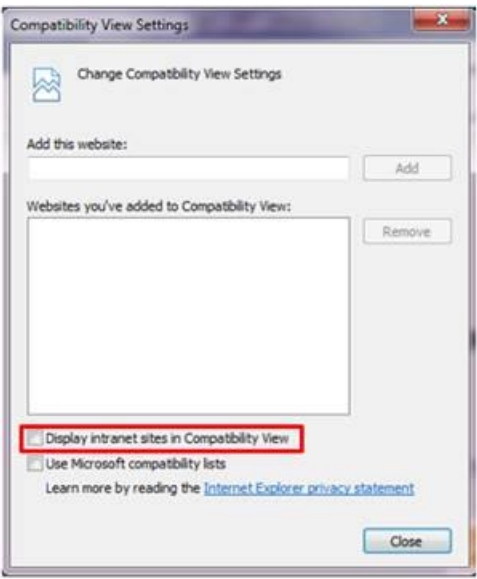 Compatibility View Settings
Change Compatibility View Settings
Add this website:
Add
Websites you've added to Compatibility View:
Remove
Display intranet sites in Compatibility View
Use Microsoft compatibility lists
Learn more by reading the Internet Explorer privacy statement
Close